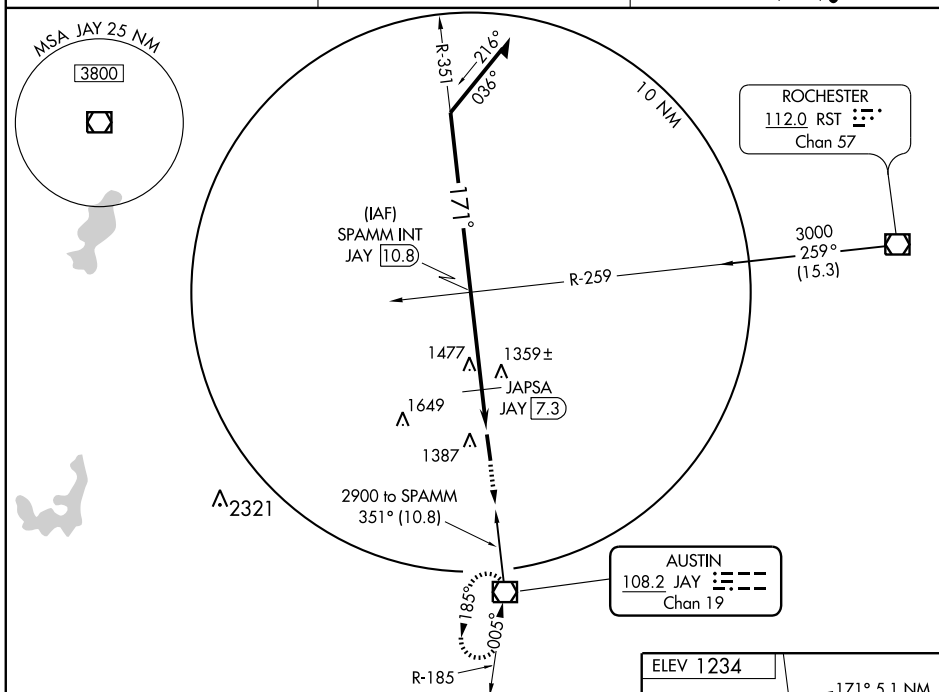 MSA JAY 25 NM
3800
R-351
216°
036°
10 NM
ROCHESTER
112.0 RST
Chan 57
171°
(IAF)
SPAMM INT
JAY 10.8
3000
259°
(15.3)
R-259
1477
1359±
JAPSA
JAY 7.3
1649
1387
2321
2900 to SPAMM
351° (10.8)
AUSTIN
108.2 JAY
Chan 19
185°
005°
R-185
ELEV 1234
171° 5.1 NM